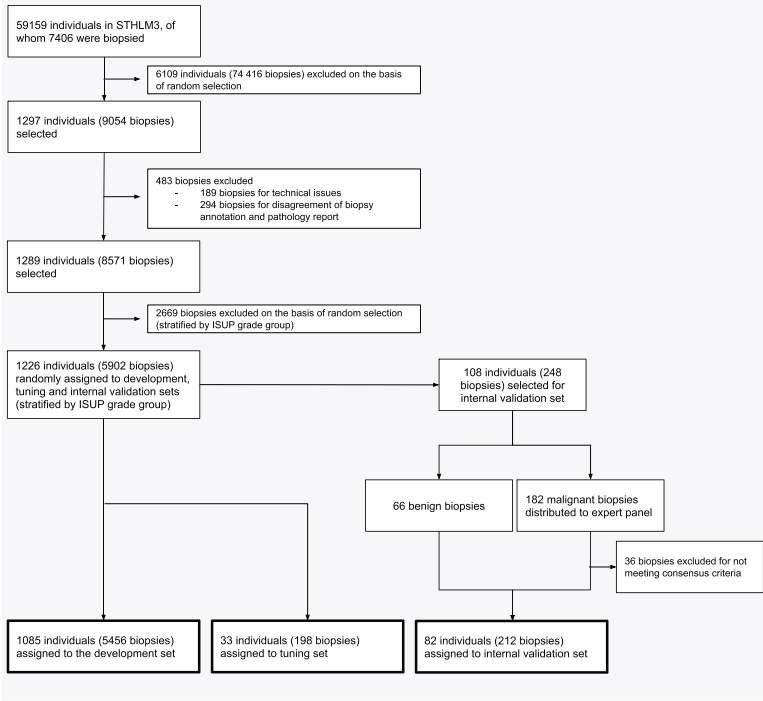 59159 individuals in STHLM3, of
whom 7406 were biopsied
6109 individuals (74 416 biopsies) excluded on the basis
of random selection
1297 individuals (9054 biopsies)
selected
483 biopsies excluded
- 189 biopsies for technical issues
- 294 biopsies for disagreement of biopsy
annotation and pathology report
1289 individuals (8571 biopsies)
selected
2669 biopsies excluded on the basis of random selection
(stratified by ISUP grade group)
1226 individuals (5902 biopsies)
randomly assigned to development,
tuning and internal validation sets
(stratified by ISUP grade group)
108 individuals (248
biopsies) selected for
internal validation set
66 benign biopsies
182 malignant biopsies
distributed to expert panel
36 biopsies excluded for not
meeting consensus criteria
1085 individuals (5456 biopsies)
assigned to the development set
33 individuals (198 biopsies)
assigned to tuning set
82 individuals (212 biopsies)
assigned to internal validation set